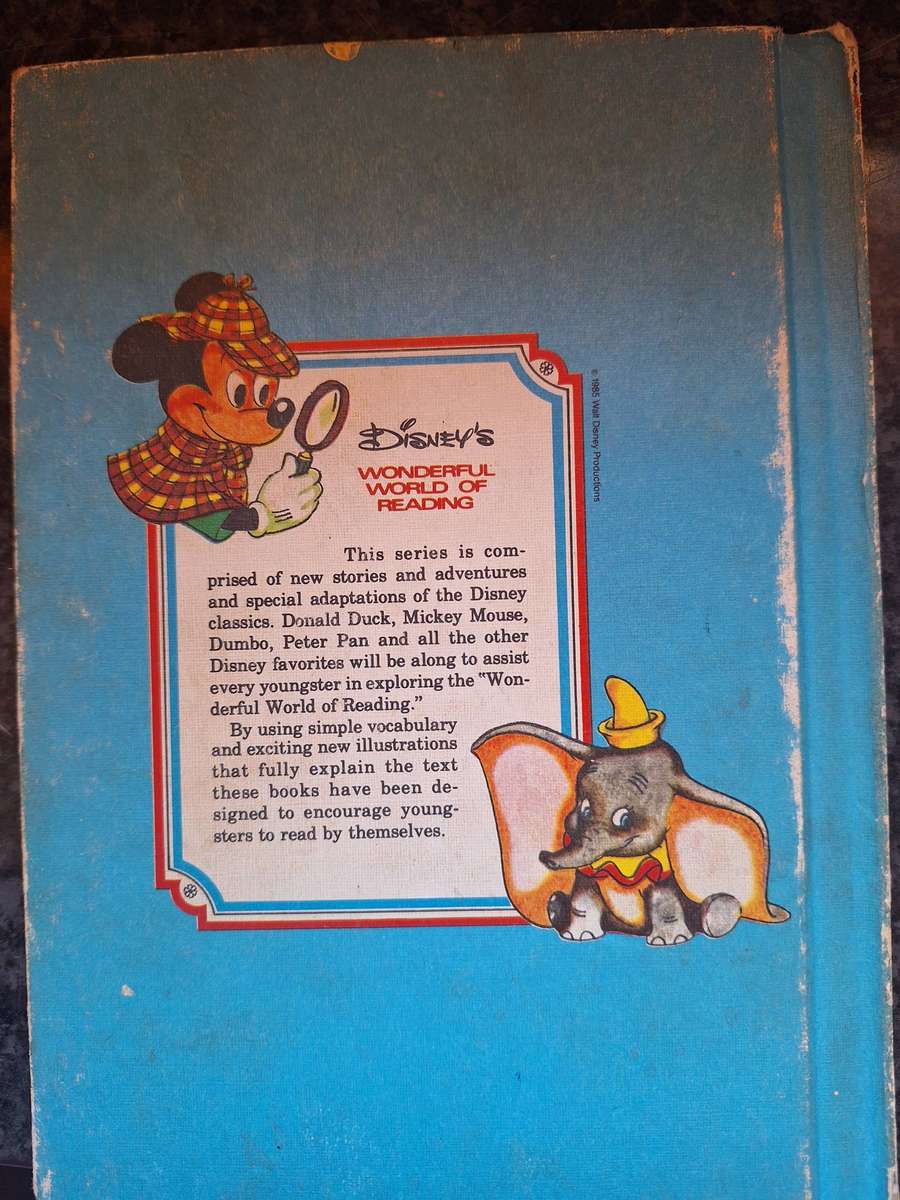 Disney's
WONDERFUL
WORLD OF
READING
This series is com-
prised of new stories and adventures
and special adaptations of the Disney
classics. Donald Duck, Mickey Mouse,
Dumbo, Peter Pan and all the other
Disney favorites will be along to assist
every youngster in exploring the "Won-
derful World of Reading."
By using simple vocabulary
and exciting new illustrations
that fully explain the text
these books have been de-
signed to encourage young-
sters to read by themselves.
© 1985 Walt Disney Productions